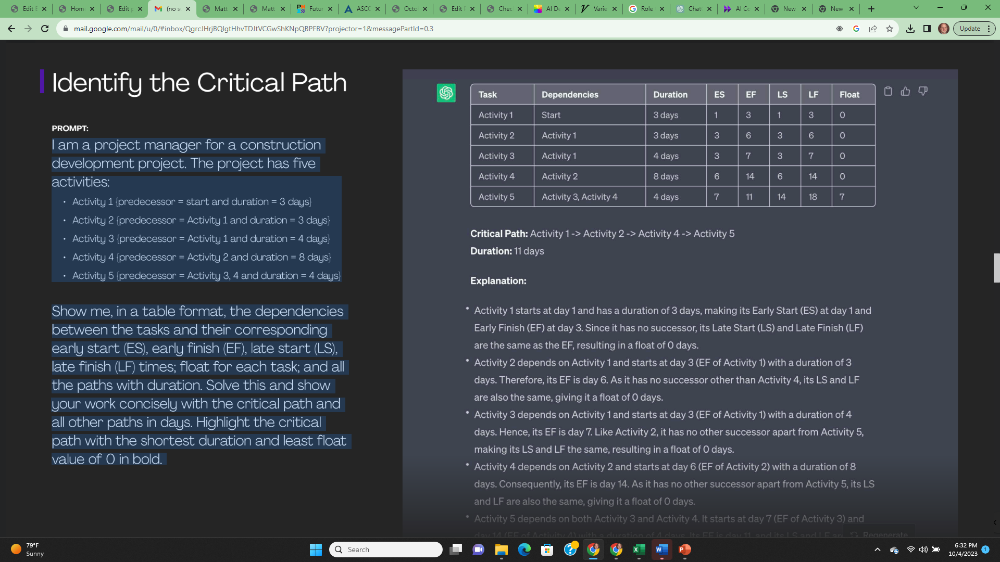 Edit E
Hom
Edit p
(no s
Matt
Matt
Futur
ASCC
Octo
Edit F
Chec
AI De
Varie
Role
Chat
AI Cc
New
New
mail.google.com/mail/u/0/#inbox/QgrcJHrjBQlgtHhvTDJtVCGwShKNpQBPFBV?projector=1&messagePartId=0.3
Update
Identify the Critical Path
PROMPT:
I am a project manager for a construction
development project. The project has five
activities:
• Activity 1 {predecessor = start and duration = 3 days}
• Activity 2 {predecessor = Activity 1 and duration = 3 days}
• Activity 3 {predecessor = Activity 1 and duration = 4 days}
• Activity 4 {predecessor = Activity 2 and duration = 8 days}
• Activity 5 {predecessor = Activity 3, 4 and duration = 4 days}
Show me, in a table format, the dependencies
between the tasks and their corresponding
early start (ES), early finish (EF), late start (LS),
late finish (LF) times; float for each task; and all
the paths with duration. Solve this and show
your work concisely with the critical path and
all other paths in days. Highlight the critical
path with the shortest duration and least float
value of 0 in bold.
Task Dependencies Duration ES EF LS LF Float
Activity 1 Start 3 days 1 3 1 3 0
Activity 2 Activity 1 3 days 3 6 3 6 0
Activity 3 Activity 1 4 days 3 7 3 7 0
Activity 4 Activity 2 8 days 6 14 6 14 0
Activity 5 Activity 3, Activity 4 4 days 7 11 14 18 7
Critical Path: Activity 1 -> Activity 2 -> Activity 4 -> Activity 5
Duration: 11 days
Explanation:
• Activity 1 starts at day 1 and has a duration of 3 days, making its Early Start (ES) at day 1 and
Early Finish (EF) at day 3. Since it has no successor, its Late Start (LS) and Late Finish (LF)
are the same as the EF, resulting in a float of 0 days.
• Activity 2 depends on Activity 1 and starts at day 3 (EF of Activity 1) with a duration of 3
days. Therefore, its EF is day 6. As it has no successor other than Activity 4, its LS and LF
are also the same, giving it a float of 0 days.
• Activity 3 depends on Activity 1 and starts at day 3 (EF of Activity 1) with a duration of 4
days. Hence, its EF is day 7. Like Activity 2, it has no other successor apart from Activity 5,
making its LS and LF the same, resulting in a float of 0 days.
• Activity 4 depends on Activity 2 and starts at day 6 (EF of Activity 2) with a duration of 8
days. Consequently, its EF is day 14. As it has no other successor apart from Activity 5, its LS
and LF are also the same, giving it a float of 0 days.
• Activity 5 depends on both Activity 3 and Activity 4. It starts at day 7 (EF of Activity 3) and
day 14 (EF of Activity 4) with a duration of 4 days. Its EF is day 11, and its LS and LF are
Regenerate
79°F
Sunny
Search
6:32 PM
10/4/2023
1